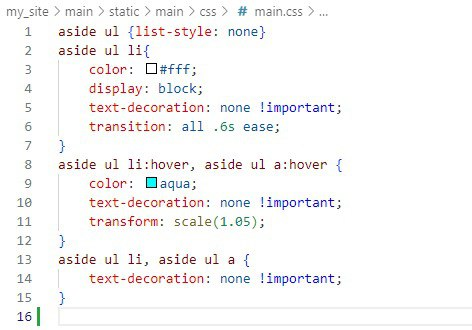 my_site > main > static > main > css > # main.css > ...
1 aside ul {list-style: none}
2 aside ul li{
3     color: #fff;
4     display: block;
5     text-decoration: none !important;
6     transition: all .6s ease;
7 }
8 aside ul li:hover, aside ul a:hover {
9     color: aqua;
10     text-decoration: none !important;
11     transform: scale(1.05);
12 }
13 aside ul li, aside ul a {
14     text-decoration: none !important;
15 }
16